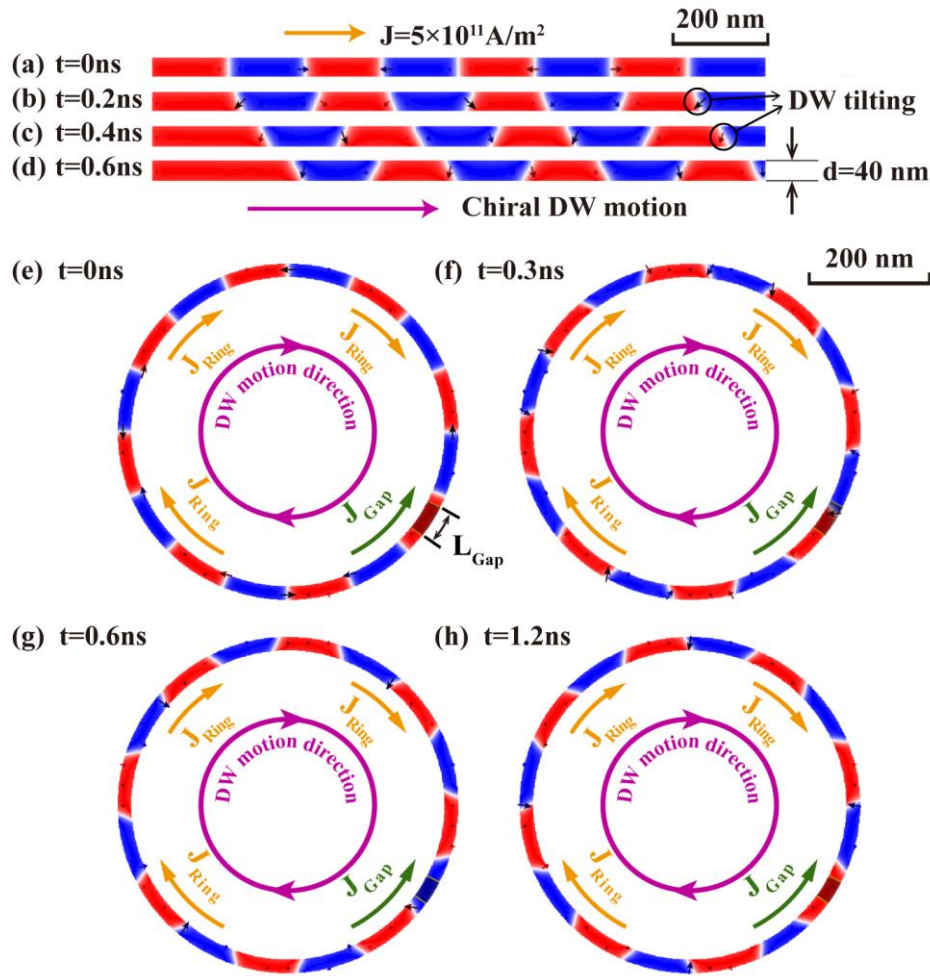 J=5×10¹¹A/m²
200 nm
(a) t=0ns
(b) t=0.2ns
DW tilting
(c) t=0.4ns
(d) t=0.6ns
d=40 nm
Chiral DW motion
(e) t=0ns
(f) t=0.3ns
200 nm
J Ring
J Ring
DW motion direction
J Ring
J Gap
L Gap
J Ring
J Ring
DW motion direction
J Ring
J Gap
(g) t=0.6ns
(h) t=1.2ns
J Ring
J Ring
DW motion direction
J Ring
J Gap
J Ring
J Ring
DW motion direction
J Ring
J Gap